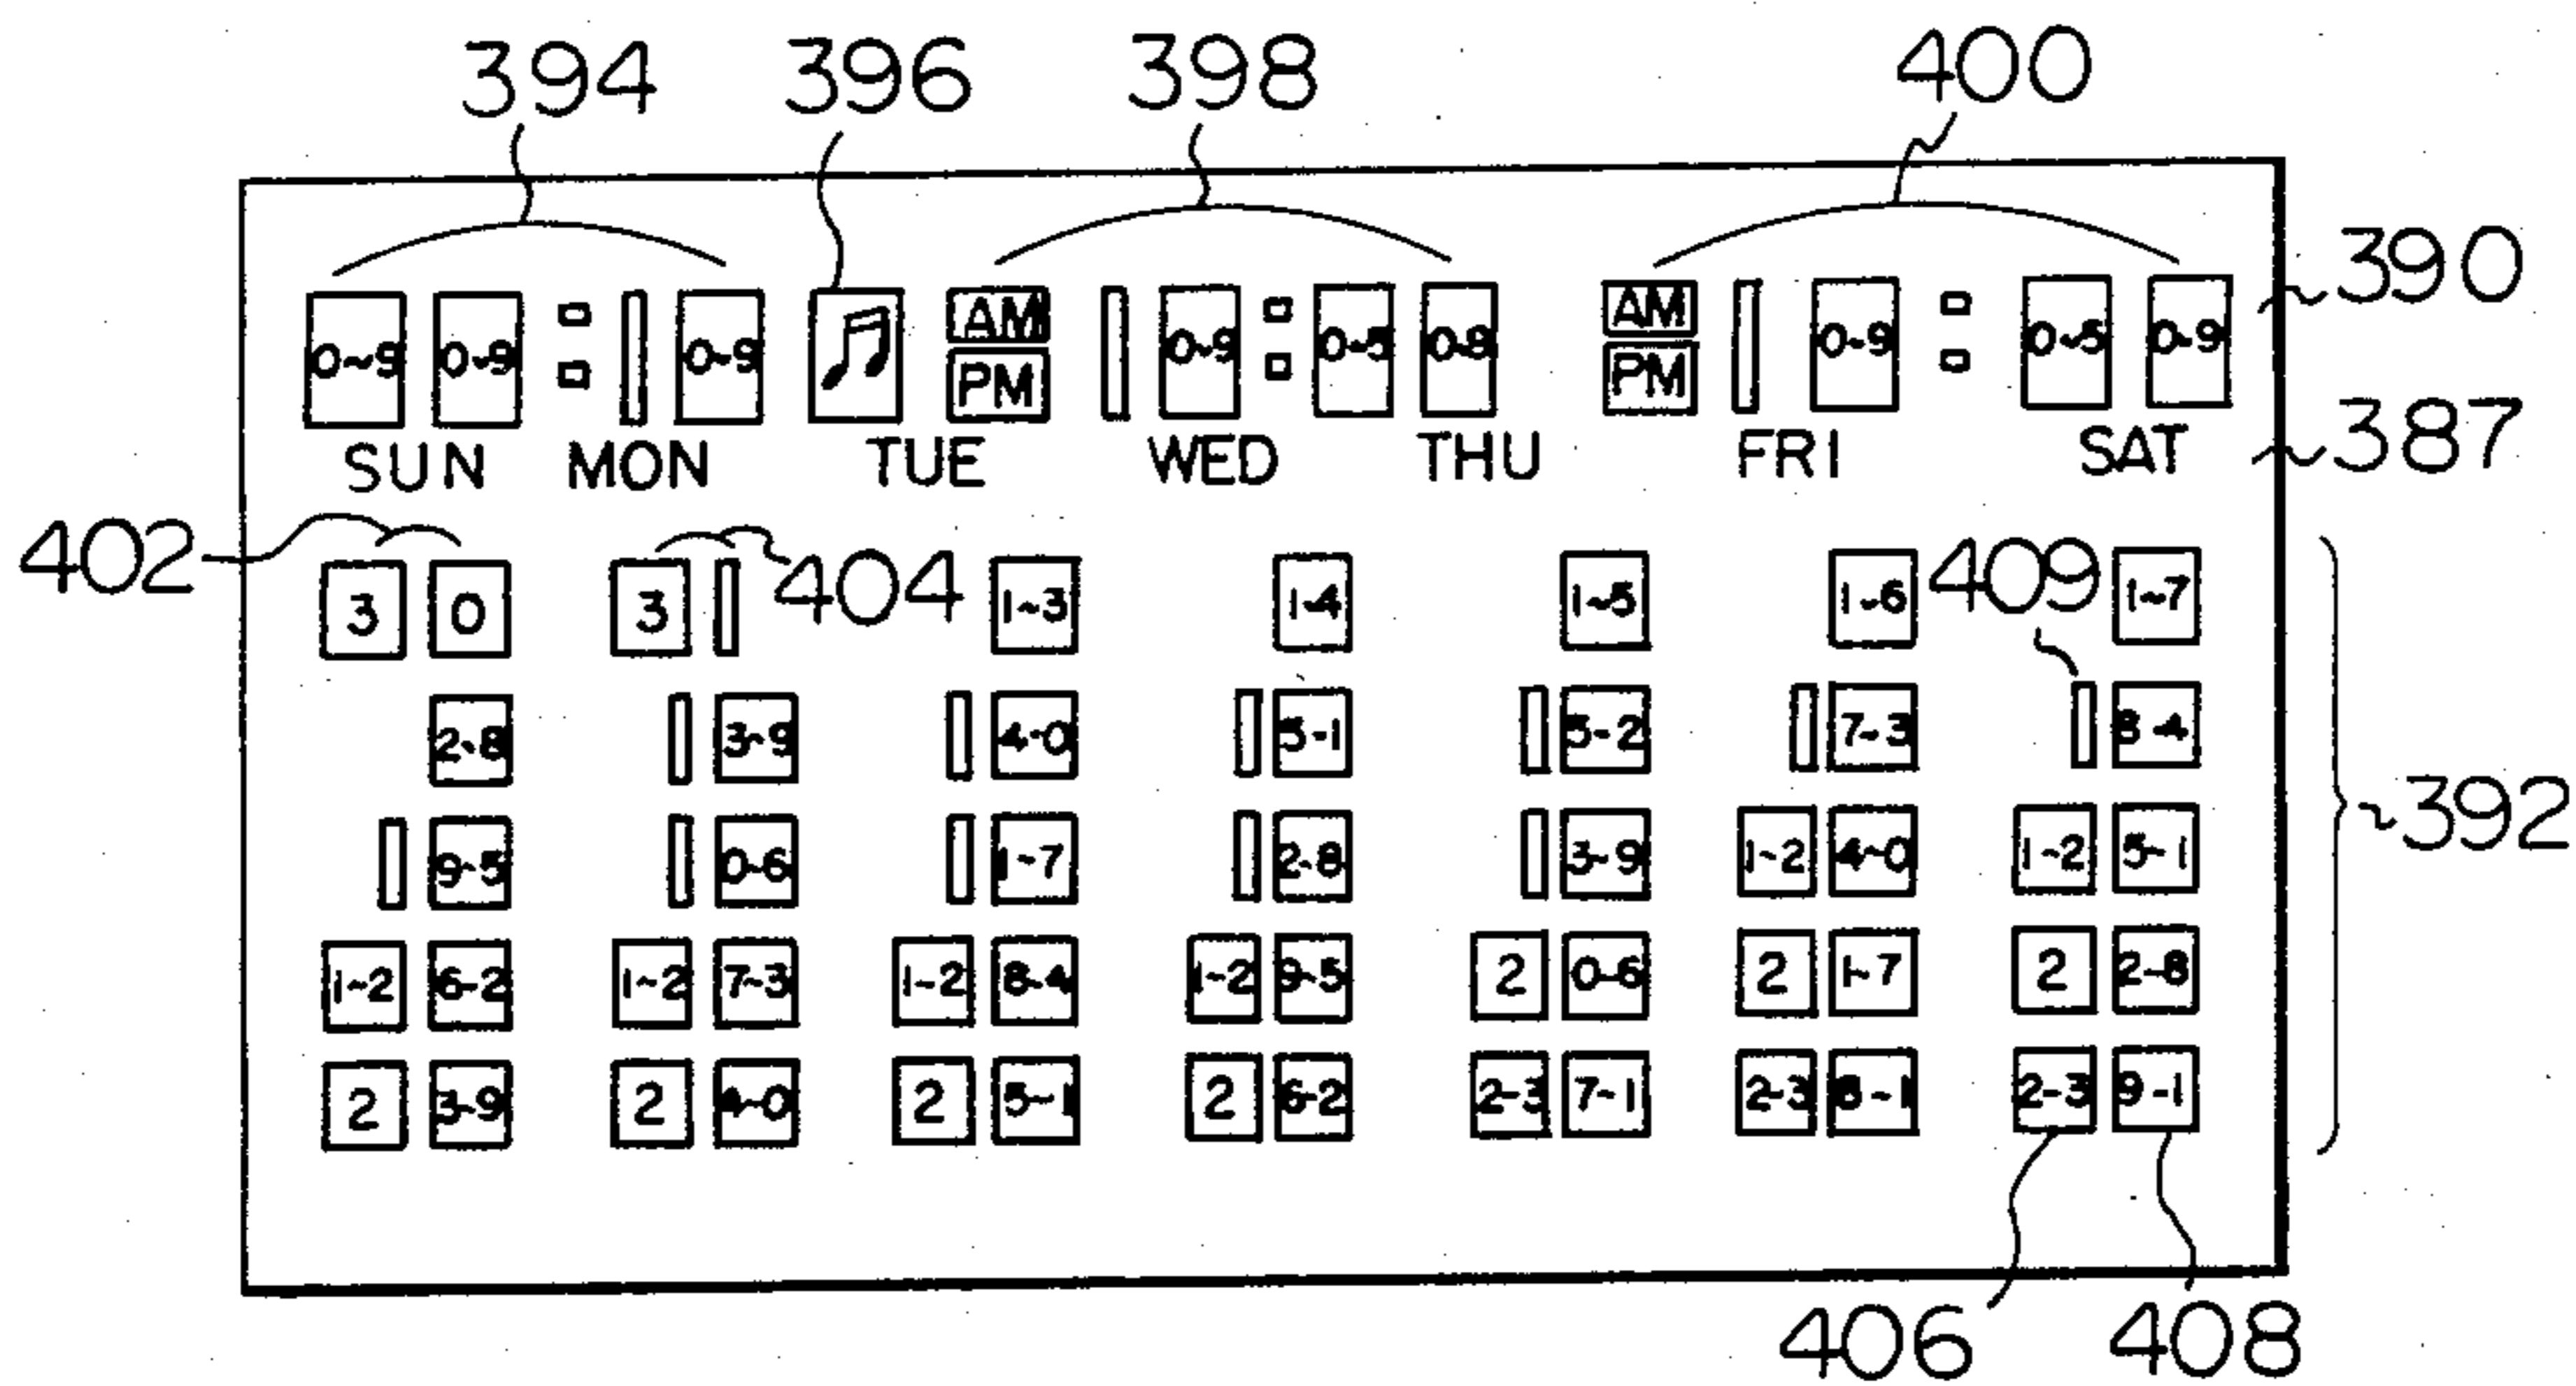 394 396 398 400
390
0~9 0~9 : 0~9 AM PM 0~9 : 0~5 0~8 AM PM 0~9 : 0~5 0~9
SUN MON TUE WED THU FRI SAT
387
402 404 409
3 0 3 1~3 1~4 1~5 1~6 1~7
2~8 3~9 4~0 5-1 5-2 7-3 8-4
392
9~5 0-6 1~7 2-8 3~9 1~2 4~0 1~2 5~1
1~2 6-2 1~2 7-3 1~2 8-4 1~2 9-5 2 0-6 2 1~7 2 2-8
2 3~9 2 4~0 2 5~1 2 6-2 2-3 7~1 2-3 8~1 2-3 9~1
406 408